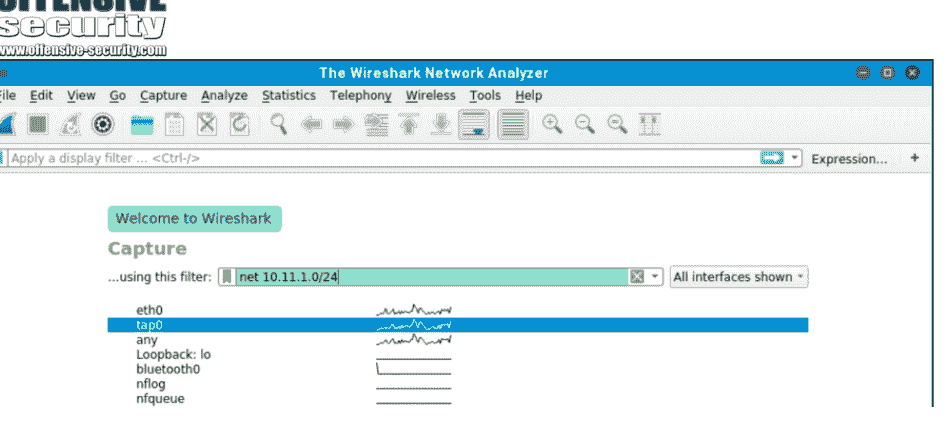 OFFENSIVE
security
www.offensive-security.com
The Wireshark Network Analyzer
File Edit View Go Capture Analyze Statistics Telephony Wireless Tools Help
Apply a display filter ... <Ctrl-/>
Expression... +
Welcome to Wireshark
Capture
...using this filter: net 10.11.1.0/24 All interfaces shown
eth0
tap0
any
Loopback: lo
bluetooth0
nflog
nfqueue